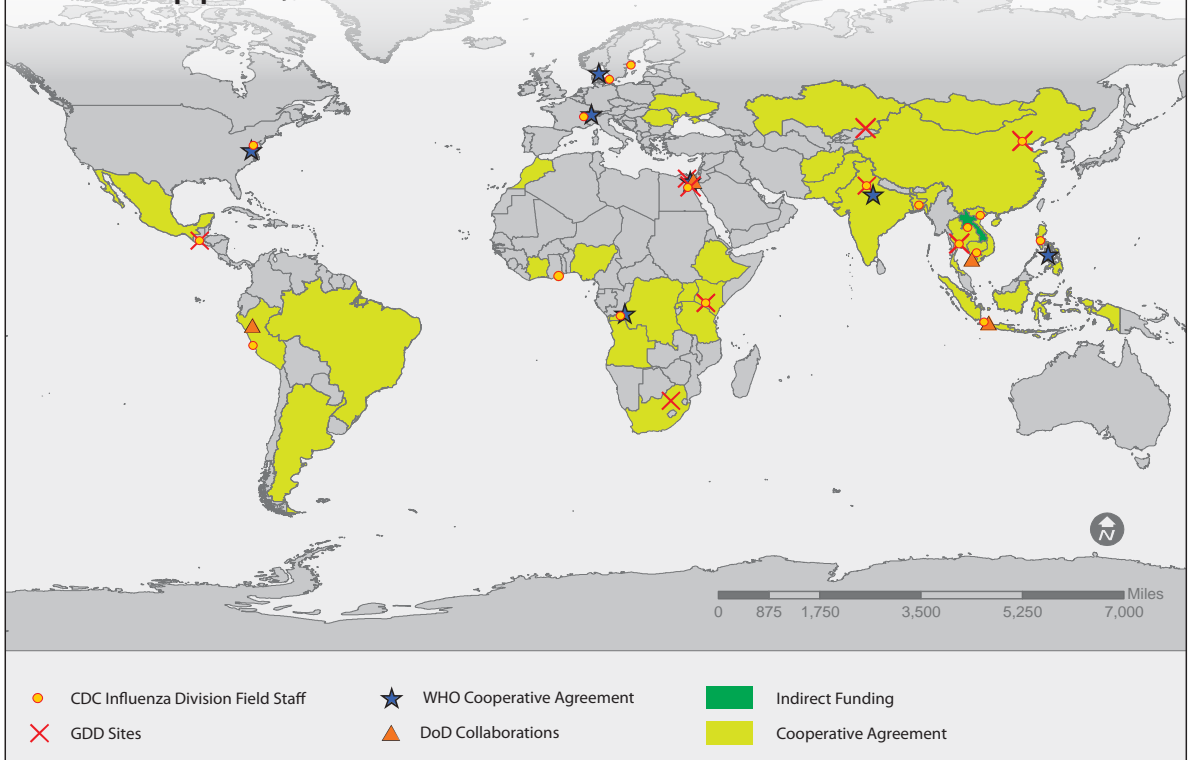 N
Miles
0 875 1,750 3,500 5,250 7,000
CDC Influenza Division Field Staff
WHO Cooperative Agreement
Indirect Funding
GDD Sites
DoD Collaborations
Cooperative Agreement